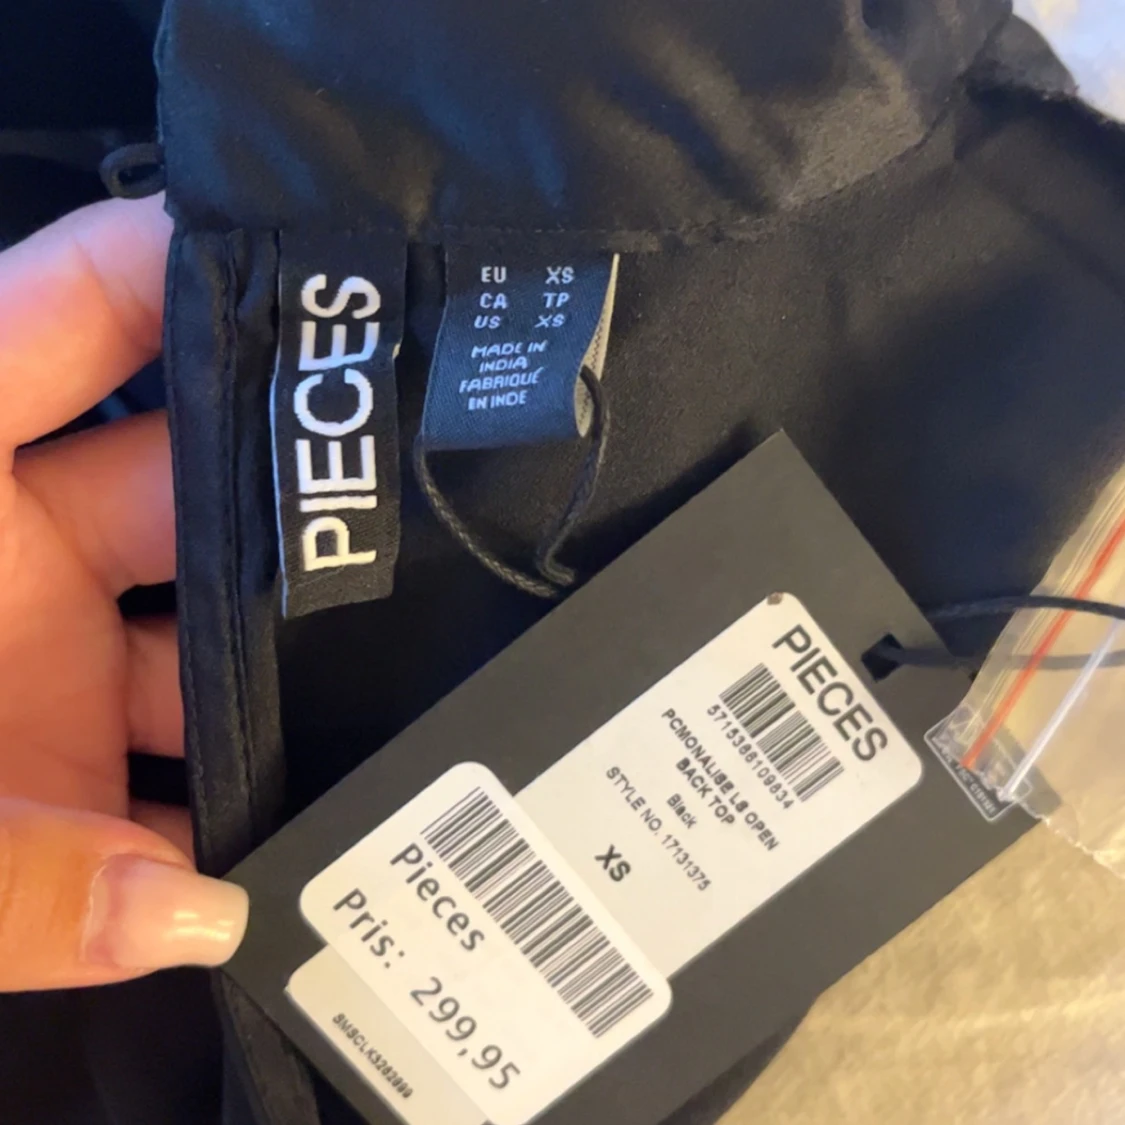 PIECES
EU XS
CA TP
US XS
MADE IN
INDIA
FABRIQUÉ
EN INDE
PIECES
5715366109834
PCMONALISE LS OPEN
BACK TOP
Black
STYLE NO. 17131375
XS
Pieces
Pris: 299,95